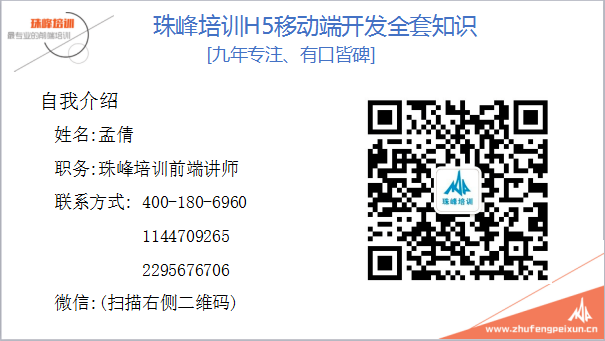 珠峰培训
最专业的前端培训
珠峰培训H5移动端开发全套知识
[九年专注、有口皆碑]
自我介绍
姓名:孟倩
职务:珠峰培训前端讲师
联系方式: 400-180-6960
1144709265
2295676706
微信:(扫描右侧二维码)
珠峰培训
www.zhufengpeixun.cn